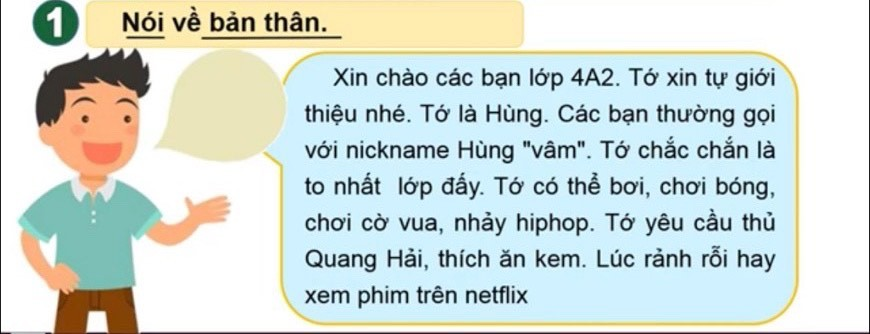 1 Nói về bản thân.
Xin chào các bạn lớp 4A2. Tớ xin tự giới
thiệu nhé. Tớ là Hùng. Các bạn thường gọi
với nickname Hùng "vâm". Tớ chắc chắn là
to nhất lớp đấy. Tớ có thể bơi, chơi bóng,
chơi cờ vua, nhảy hiphop. Tớ yêu cầu thủ
Quang Hải, thích ăn kem. Lúc rảnh rỗi hay
xem phim trên netflix